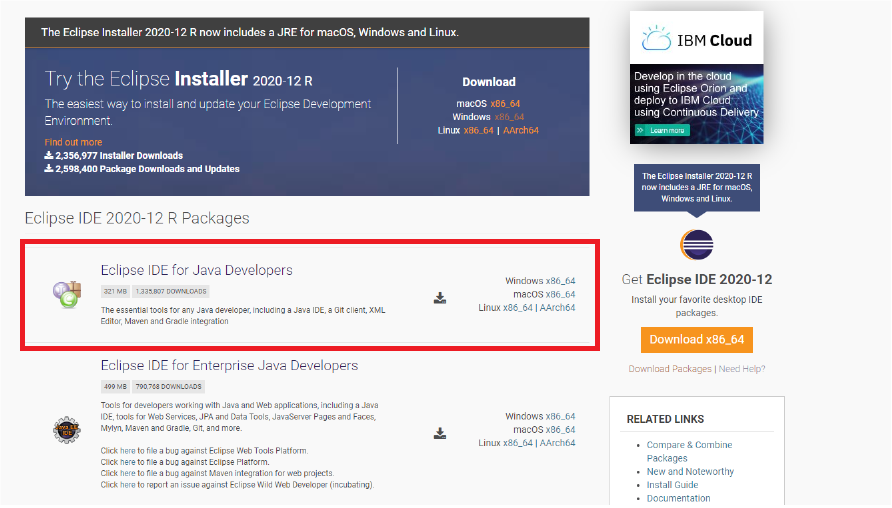 The Eclipse Installer 2020-12 R now includes a JRE for macOS, Windows and Linux.
Try the Eclipse Installer 2020-12 R
The easiest way to install and update your Eclipse Development
Environment.
Find out more
2,356,977 Installer Downloads
2,598,400 Package Downloads and Updates
Download
macOS x86_64
Windows x86_64
Linux x86_64 | AArch64
Eclipse IDE 2020-12 R Packages
Eclipse IDE for Java Developers
321 MB 1,335,807 DOWNLOADS
The essential tools for any Java developer, including a Java IDE, a Git client, XML
Editor, Maven and Gradle integration
Windows x86_64
macOS x86_64
Linux x86_64 | AArch64
Eclipse IDE for Enterprise Java Developers
499 MB 790,768 DOWNLOADS
Tools for developers working with Java and Web applications, including a Java
IDE, tools for Web Services, JPA and Data Tools, JavaServer Pages and Faces,
Mylyn, Maven and Gradle, Git, and more.
Click here to file a bug against Eclipse Web Tools Platform.
Click here to file a bug against Eclipse Platform.
Click here to file a bug against Maven integration for web projects.
Click here to report an issue against Eclipse Wild Web Developer (incubating).
Java EE
IDE
Windows x86_64
macOS x86_64
Linux x86_64 | AArch64
IBM Cloud
Develop in the cloud
using Eclipse Orion and
deploy to IBM Cloud
using Continuous Delivery
Learn more
The Eclipse Installer 2020-12 R
now includes a JRE for macOS,
Windows and Linux.
Get Eclipse IDE 2020-12
Install your favorite desktop IDE
packages.
Download x86_64
Download Packages | Need Help?
RELATED LINKS
Compare & Combine
Packages
New and Noteworthy
Install Guide
Documentation